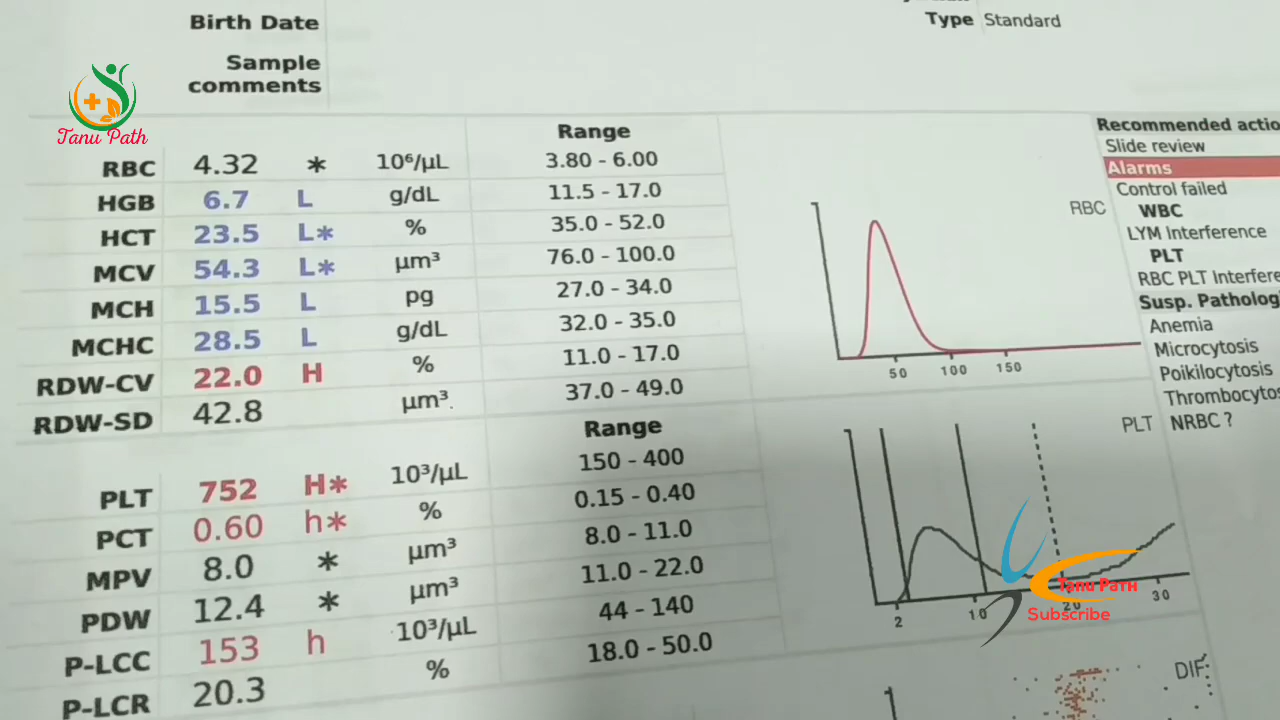 Birth Date
Type Standard
Sample
comments
Tanu Path
Range
RBC 4.32 * 10⁶/µL 3.80 - 6.00
HGB 6.7 L g/dL 11.5 - 17.0
HCT 23.5 L* % 35.0 - 52.0
MCV 54.3 L* µm³ 76.0 - 100.0
MCH 15.5 L pg 27.0 - 34.0
MCHC 28.5 L g/dL 32.0 - 35.0
RDW-CV 22.0 H % 11.0 - 17.0
RDW-SD 42.8 µm³ 37.0 - 49.0
Range
PLT 752 H* 10³/µL 150 - 400
PCT 0.60 h* % 0.15 - 0.40
MPV 8.0 * µm³ 8.0 - 11.0
PDW 12.4 * µm³ 11.0 - 22.0
P-LCC 153 h 10³/µL 44 - 140
P-LCR 20.3 % 18.0 - 50.0
RBC
50 100 150
PLT
2 10 20 30
Tanu Path
Subscribe
DIF
Recommended actio
Slide review
Alarms
Control failed
WBC
LYM Interference
PLT
RBC PLT Interfere
Susp. Patholog
Anemia
Microcytosis
Poikilocytosis
Thrombocytos
NRBC ?